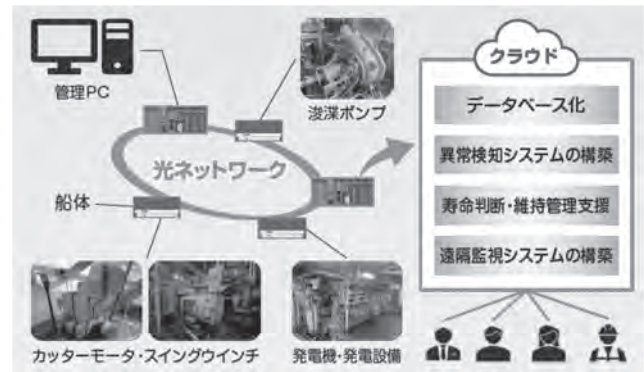 管理PC
浚渫ポンプ
クラウド
データベース化
異常検知システムの構築
寿命判断・維持管理支援
遠隔監視システムの構築
光ネットワーク
船体
カッターモータ・スイングウインチ
発電機・発電設備